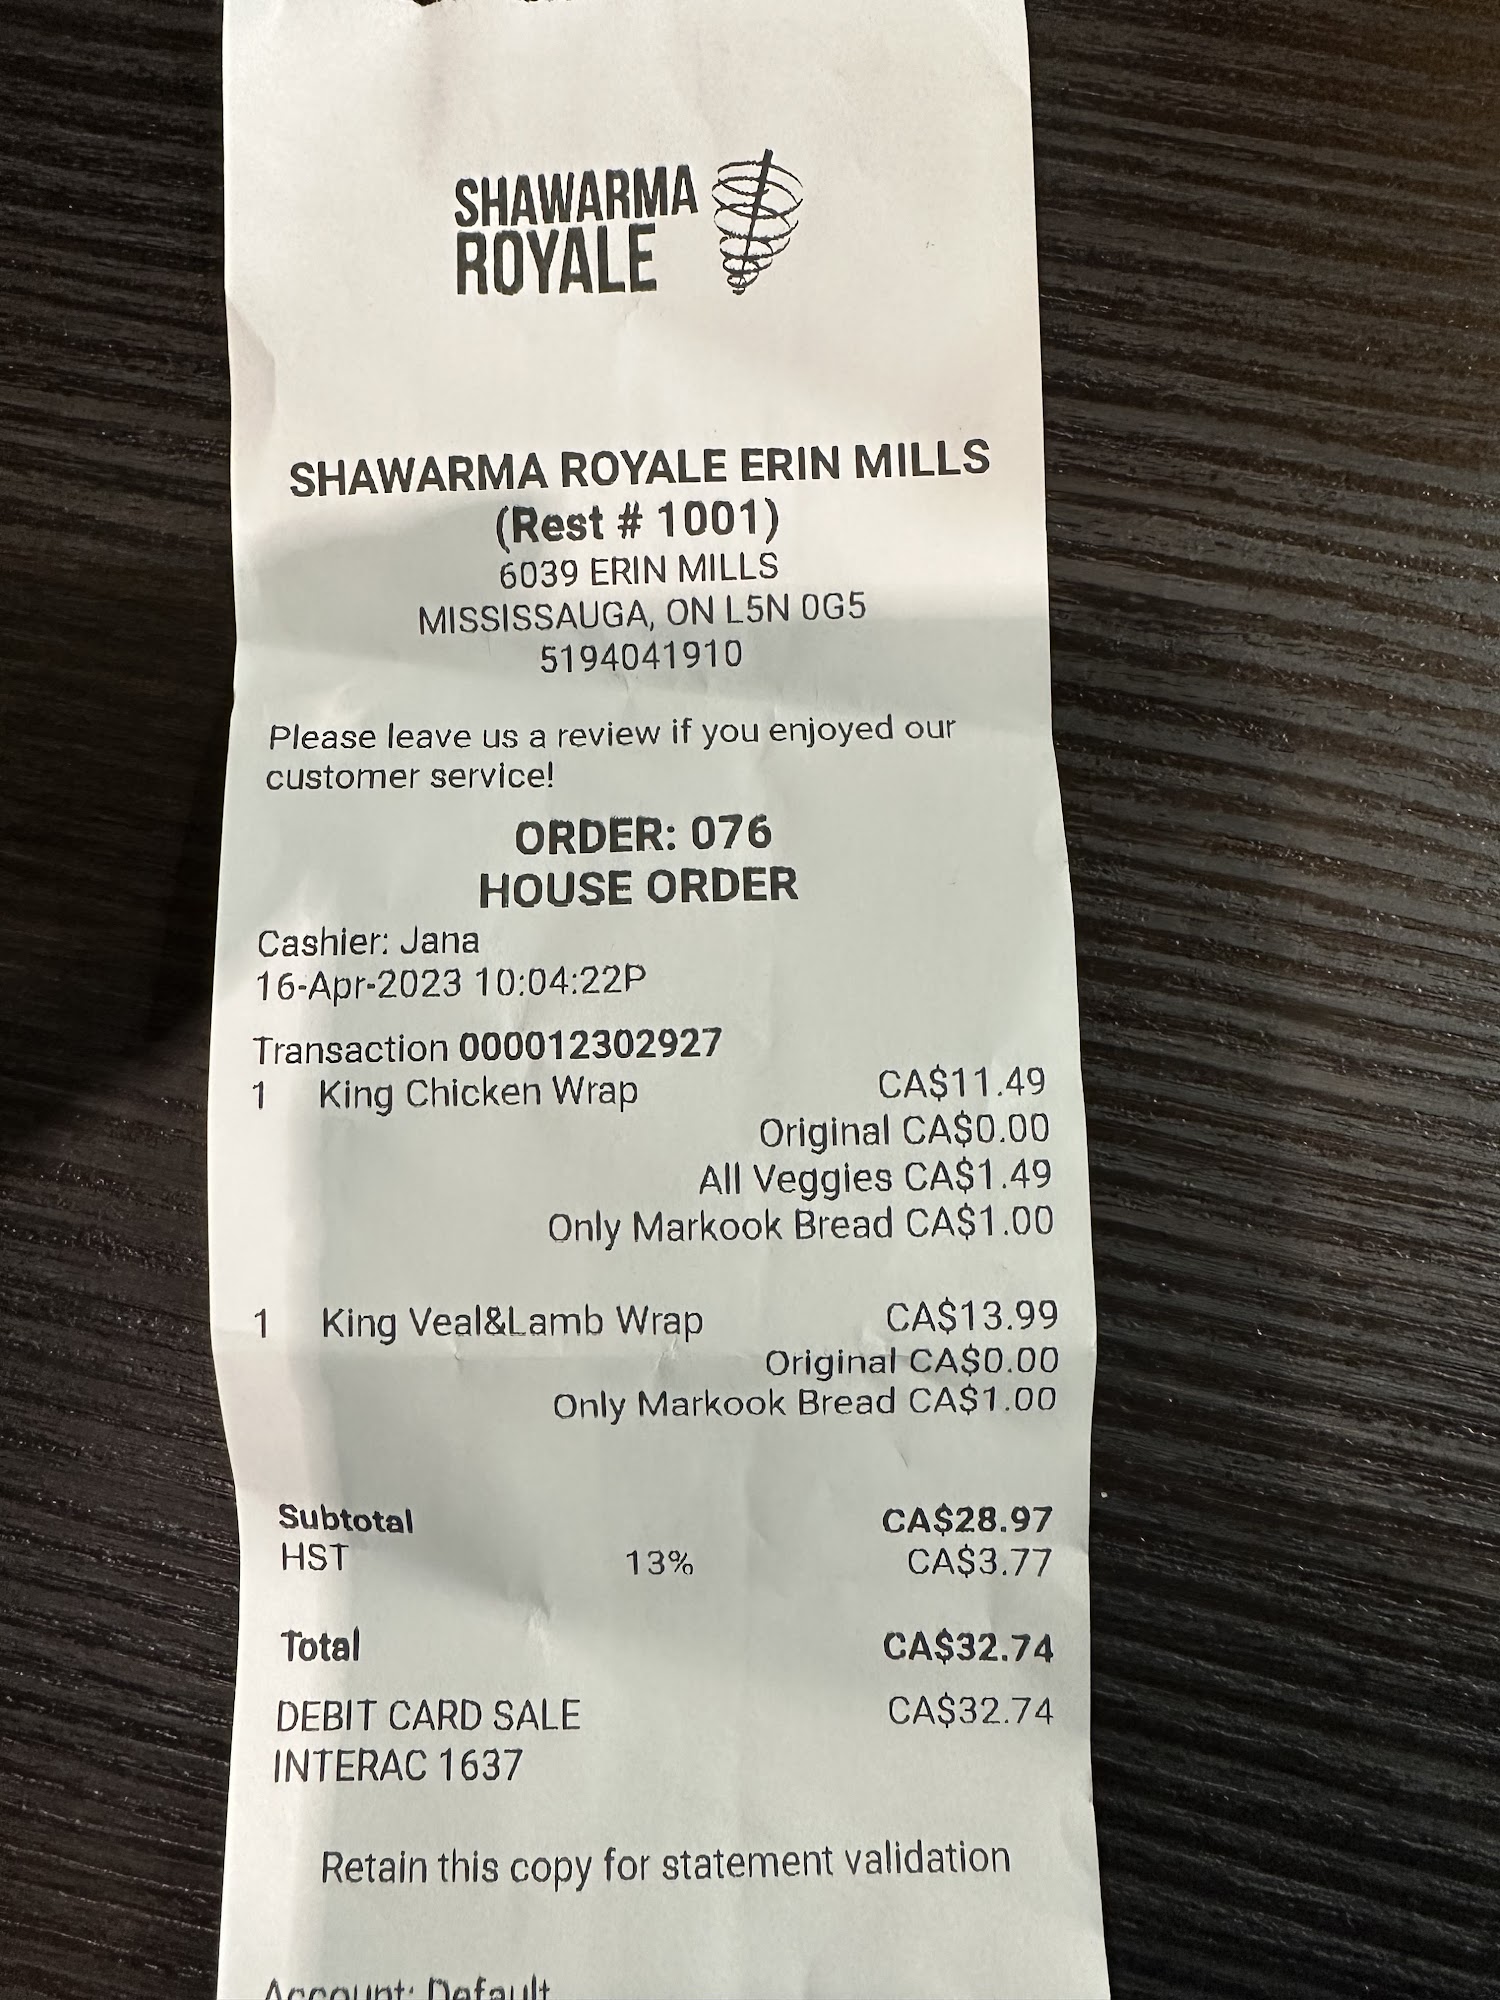 SHAWARMA
ROYALE
SHAWARMA ROYALE ERIN MILLS
(Rest # 1001)
6039 ERIN MILLS
MISSISSAUGA, ON L5N 0G5
5194041910
Please leave us a review if you enjoyed our
customer service!
ORDER: 076
HOUSE ORDER
Cashier: Jana
16-Apr-2023 10:04:22P
Transaction 000012302927
1 King Chicken Wrap CA$11.49
Original CA$0.00
All Veggies CA$1.49
Only Markook Bread CA$1.00
1 King Veal&Lamb Wrap CA$13.99
Original CA$0.00
Only Markook Bread CA$1.00
Subtotal CA$28.97
HST 13% CA$3.77
Total CA$32.74
DEBIT CARD SALE CA$32.74
INTERAC 1637
Retain this copy for statement validation
Account: Default